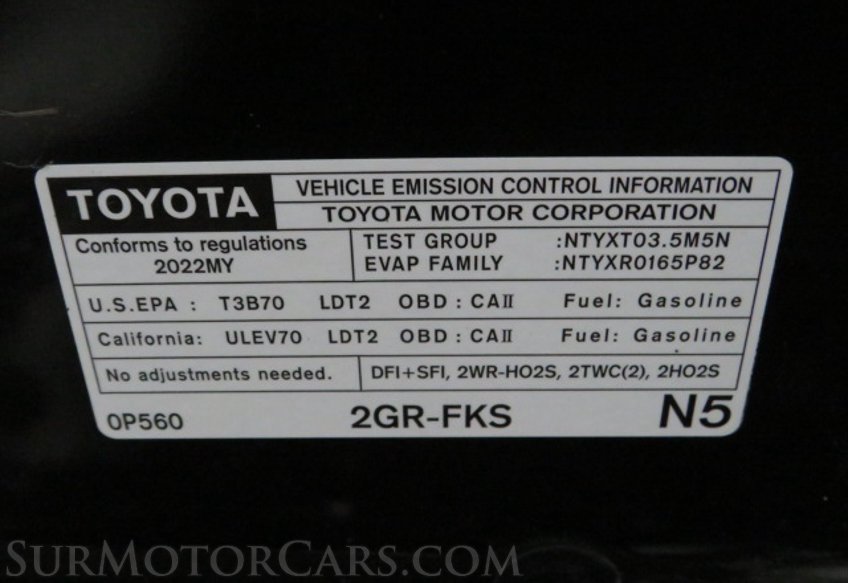 TOYOTA
VEHICLE EMISSION CONTROL INFORMATION
TOYOTA MOTOR CORPORATION
Conforms to regulations
2022MY
TEST GROUP :NTYXT03.5M5N
EVAP FAMILY :NTYXR0165P82
U.S.EPA : T3B70 LDT2 OBD : CAⅡ Fuel: Gasoline
California: ULEV70 LDT2 OBD : CAⅡ Fuel: Gasoline
No adjustments needed.
DFI+SFI, 2WR-HO2S, 2TWC(2), 2HO2S
0P560 2GR-FKS N5
SURMOTORCARS.COM